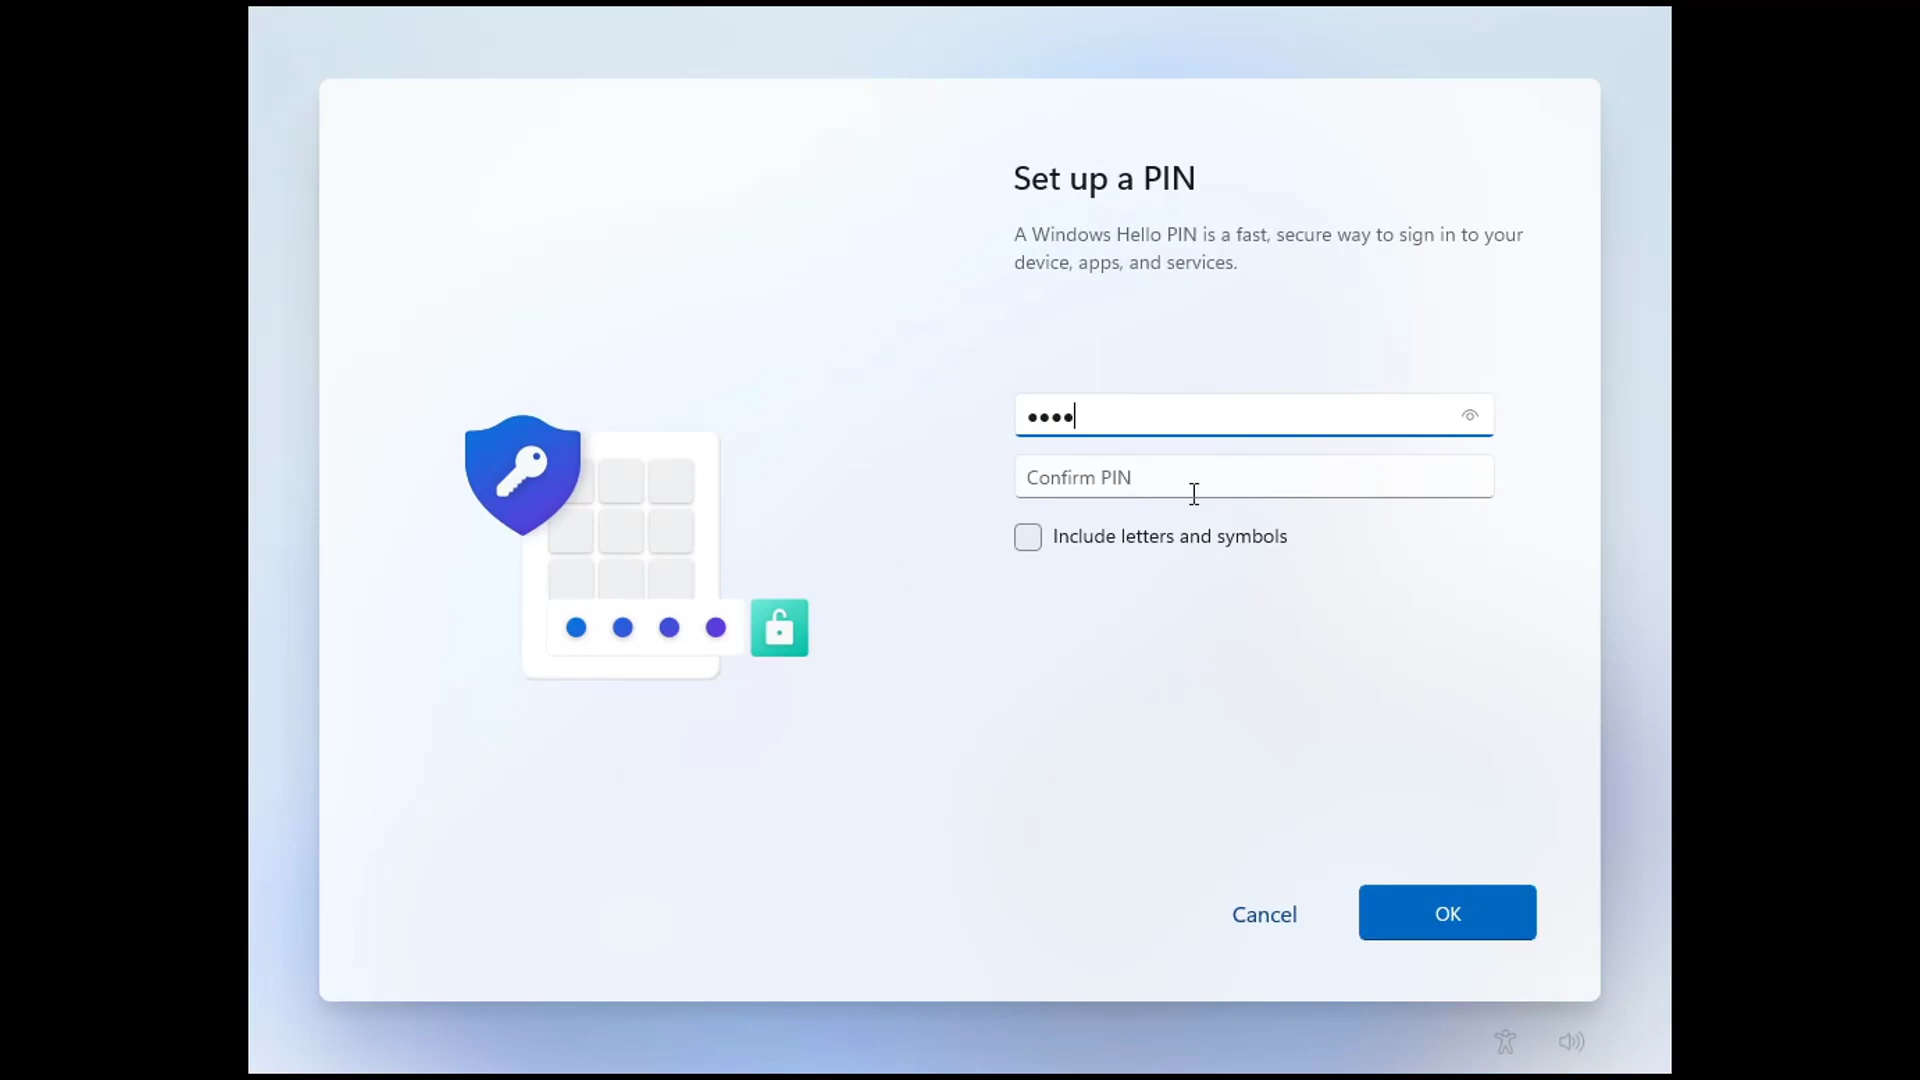 Set up a PIN
A Windows Hello PIN is a fast, secure way to sign in to your
device, apps, and services.
••••
Confirm PIN
Include letters and symbols
Cancel
OK